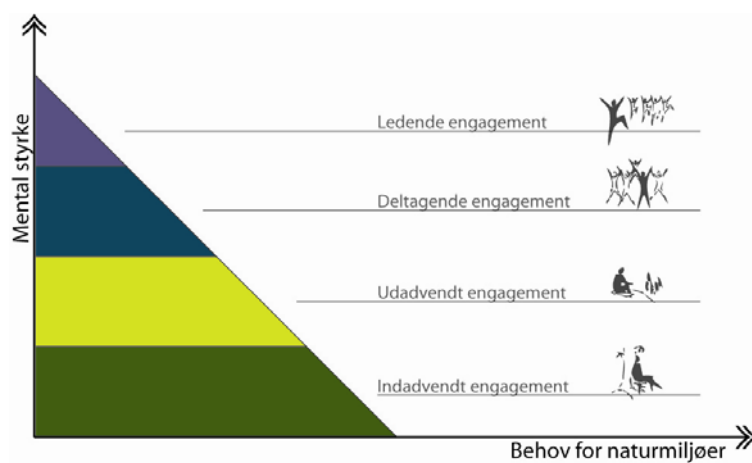 Mental styrke
Ledende engagement
Deltagende engagement
Udadvendt engagement
Indadvendt engagement
Behov for naturmiljøer